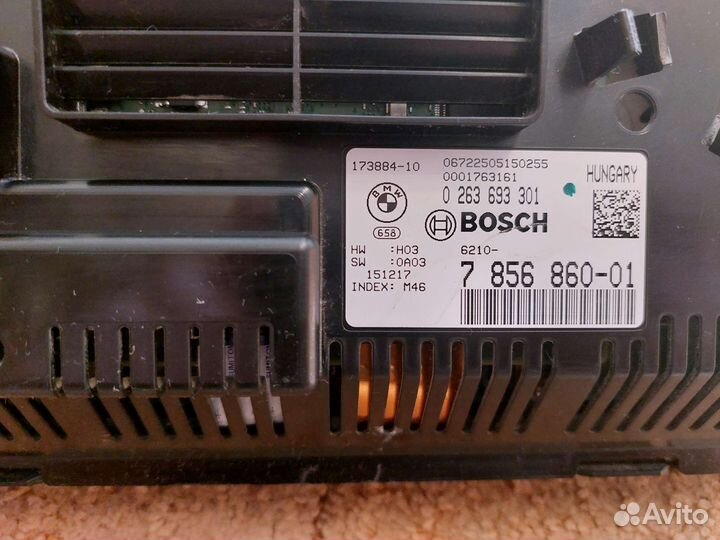 173884-10 06722505150255 HUNGARY
0001763161
BMW 0 263 693 301
658 BOSCH
HW :H03 6210-
SW :0A03 7 856 860-01
151217
INDEX: M46
Avito